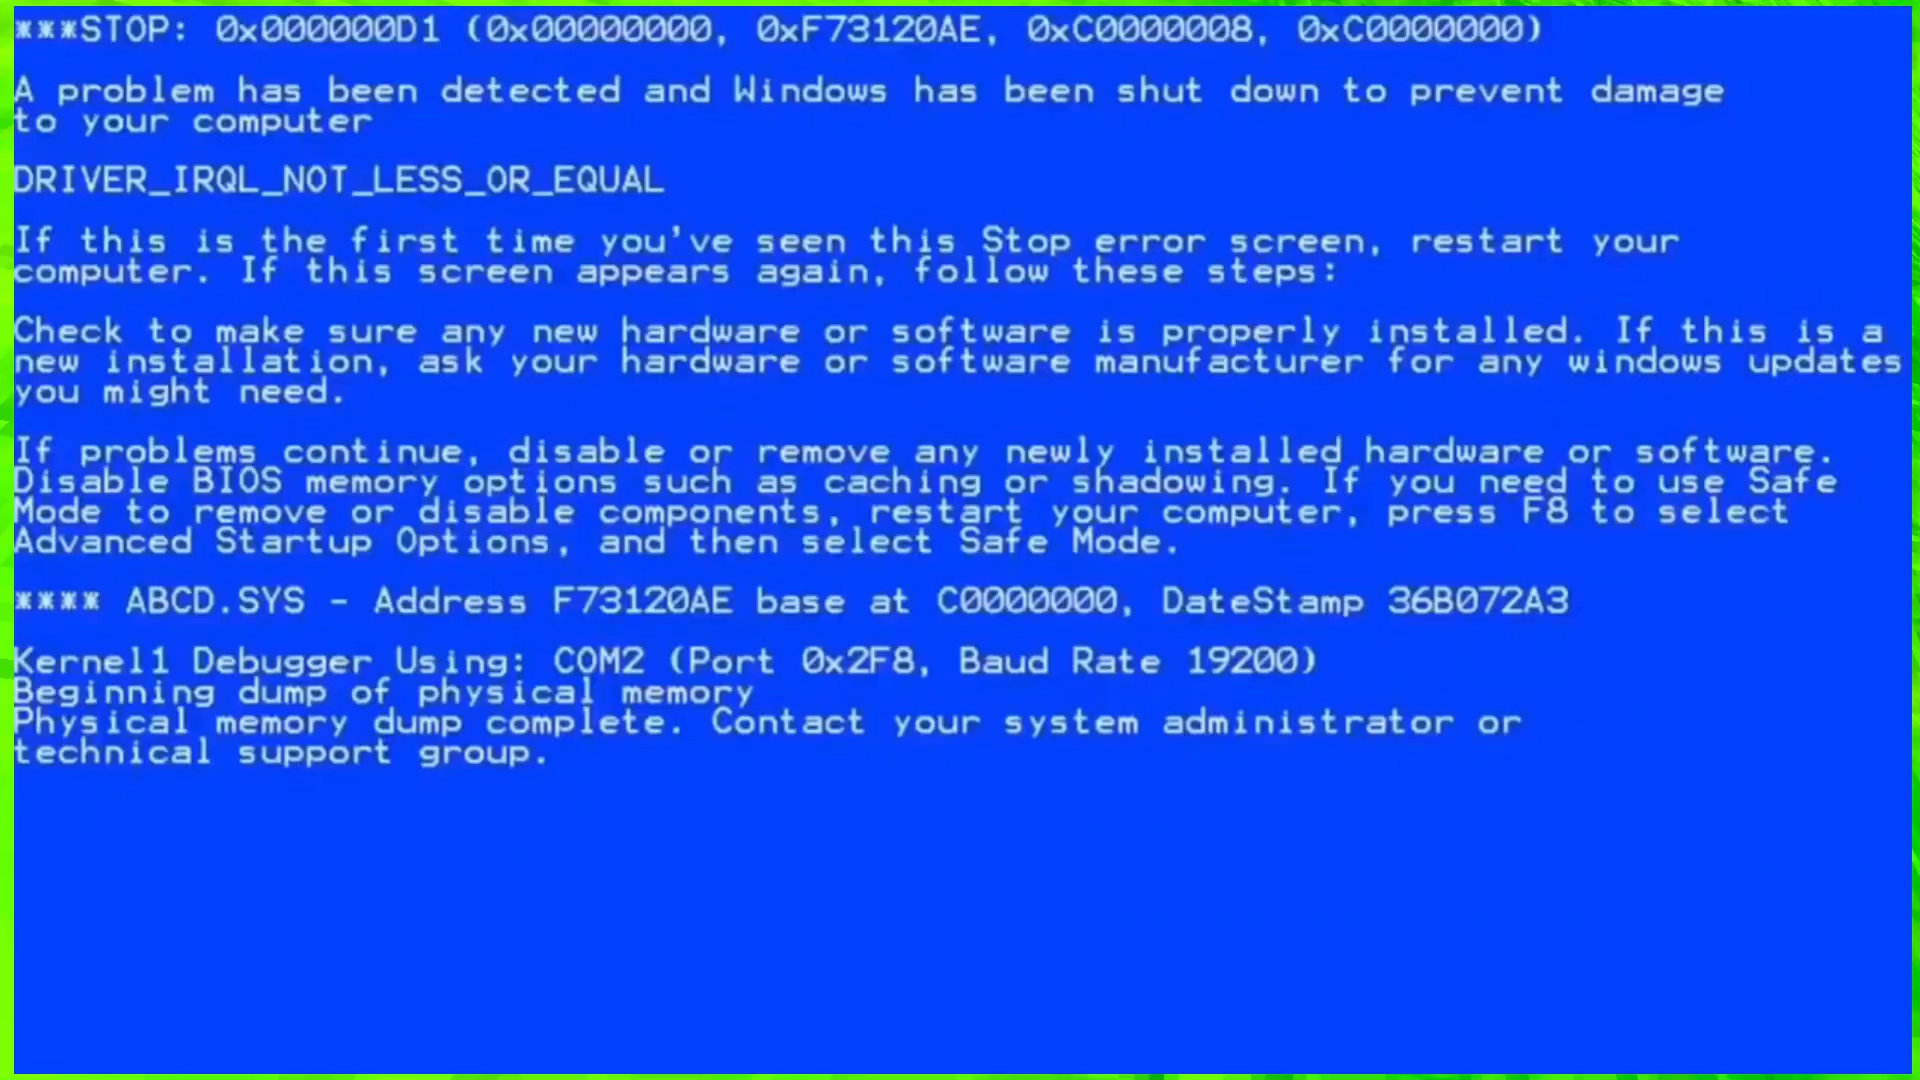 ***STOP: 0x000000D1 (0x00000000, 0xF73120AE, 0xC0000008, 0xC0000000)
A problem has been detected and Windows has been shut down to prevent damage
to your computer
DRIVER_IRQL_NOT_LESS_OR_EQUAL
If this is the first time you've seen this Stop error screen, restart your
computer. If this screen appears again, follow these steps:
Check to make sure any new hardware or software is properly installed. If this is a
new installation, ask your hardware or software manufacturer for any windows updates
you might need.
If problems continue, disable or remove any newly installed hardware or software.
Disable BIOS memory options such as caching or shadowing. If you need to use Safe
Mode to remove or disable components, restart your computer, press F8 to select
Advanced Startup Options, and then select Safe Mode.
**** ABCD.SYS - Address F73120AE base at C0000000, DateStamp 36B072A3
Kernel1 Debugger Using: COM2 (Port 0x2F8, Baud Rate 19200)
Beginning dump of physical memory
Physical memory dump complete. Contact your system administrator or
technical support group.